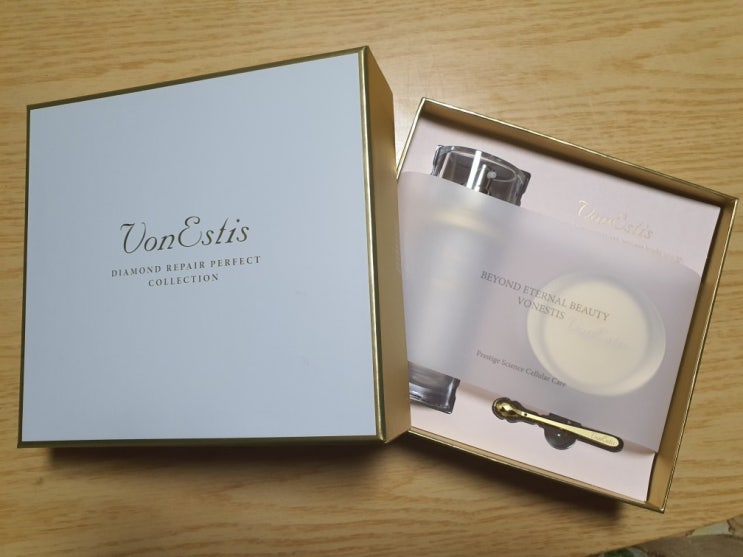 VonEstis
DIAMOND REPAIR PERFECT
COLLECTION
VonEstis
BEYOND ETERNAL BEAUTY
VONESTIS
Prestige Science Cellular Care
VonEstis